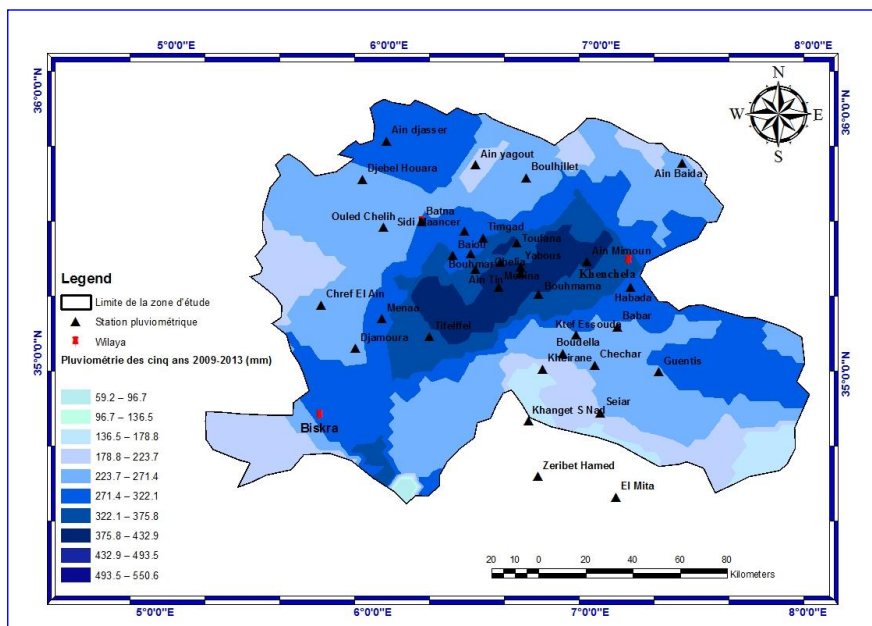 5°0'0"E 6°0'0"E 7°0'0"E 8°0'0"E
36°0'0"N
36°0'0"N
N
W E
S
Ain djasser
Ain yagout
Djebel Houara
Boulhillet
Ain Baida
Batna
Ouled Chelih
Sidi Maancer
Timgad
Toufana
Baiou
Yabous
Ain Mimoun
Bouhmar
Chelia
Medina
Khenchela
Ain Tin
Bouhmama
Habada
Chref El Ain
Menaa
Babar
Titeiffel
Ktef Essouda
Djamoura
Boudella
Chechar
Kheirane
Guentis
35°0'0"N
35°0'0"N
Seiar
Khanget S Nad
Biskra
Zeribet Hamed
El Mita
Legend
Limite de la zone d'étude
Station pluviométrique
Wilaya
Pluviométrie des cinq ans 2009-2013 (mm)
59.2 – 96.7
96.7 – 136.5
136.5 – 178.8
178.8 – 223.7
223.7 – 271.4
271.4 – 322.1
322.1 – 375.8
375.8 – 432.9
432.9 – 493.5
493.5 – 550.6
20 10 0 20 40 60 80
Kilometers
5°0'0"E 6°0'0"E 7°0'0"E 8°0'0"E